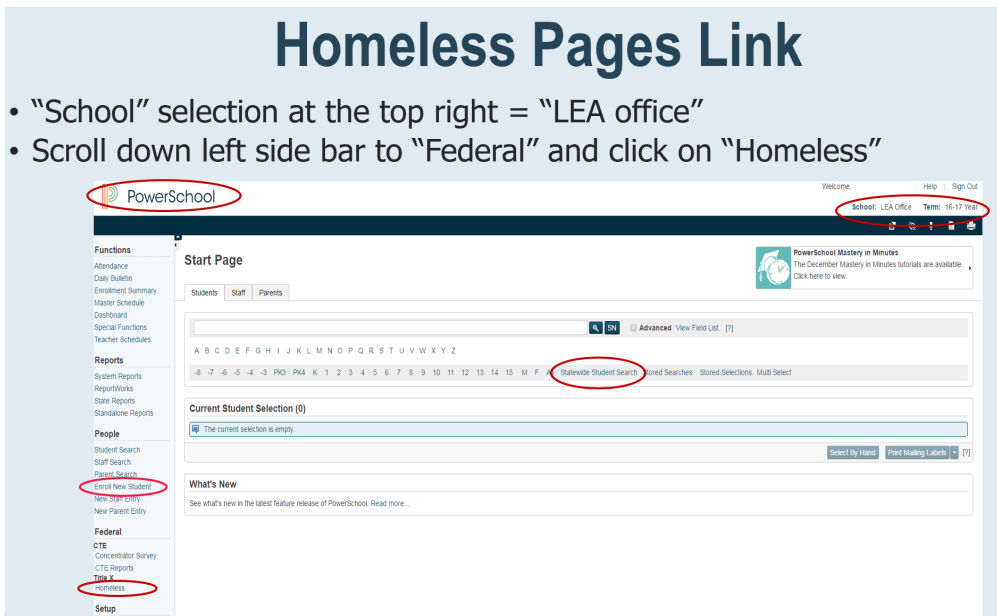 Homeless Pages Link
• “School” selection at the top right = “LEA office”
• Scroll down left side bar to “Federal” and click on “Homeless”
PowerSchool
Welcome, Help | Sign Out
School: LEA Office Term: 16-17 Year
Functions
Attendance
Daily Bulletin
Enrollment Summary
Master Schedule
Dashboard
Special Functions
Teacher Schedules
Reports
System Reports
ReportWorks
State Reports
Standalone Reports
People
Student Search
Staff Search
Parent Search
Enroll New Student
New Staff Entry
New Parent Entry
Federal
CTE
Concentrator Survey
CTE Reports
Title X
Homeless
Setup
Start Page
PowerSchool Mastery in Minutes
The December Mastery in Minutes tutorials are available.
Click here to view.
Students Staff Parents
SN Advanced View Field List [?]
A B C D E F G H I J K L M N O P Q R S T U V W X Y Z
-8 -7 -6 -5 -4 -3 PK3 PK4 K 1 2 3 4 5 6 7 8 9 10 11 12 13 14 15 M F Statewide Student Search Stored Searches Stored Selections Multi Select
Current Student Selection (0)
The current selection is empty.
Select By Hand Print Mailing Labels [?]
What's New
See what's new in the latest feature release of PowerSchool. Read more...